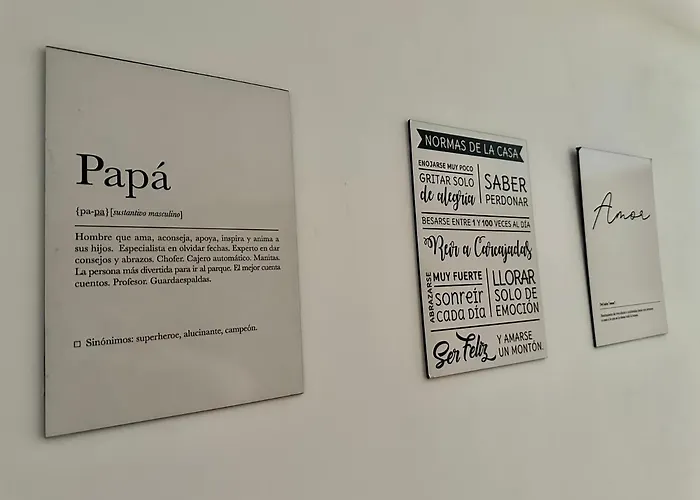 Papá
{pa-pa} [sustantivo masculino]
Hombre que ama, aconseja, apoya, inspira y anima a
sus hijos. Especialista en olvidar fechas. Experto en dar
consejos y abrazos. Chofer. Cajero automático. Manitas.
La persona más divertida para ir al parque. El mejor cuenta
cuentos. Profesor. Guardaespaldas.
Sinónimos: superheroe, alucinante, campeón.
NORMAS DE LA CASA
ENOJARSE MUY POCO
GRITAR SOLO
de alegría
SABER
PERDONAR
BESARSE ENTRE 1 Y 100 VECES AL DÍA
Reir a Carcajadas
ABRAZARSE
MUY FUERTE
sonreír
cada día
LLORAR
SOLO DE
EMOCIÓN
Ser Feliz
Y AMARSE
UN MONTÓN.
Amor